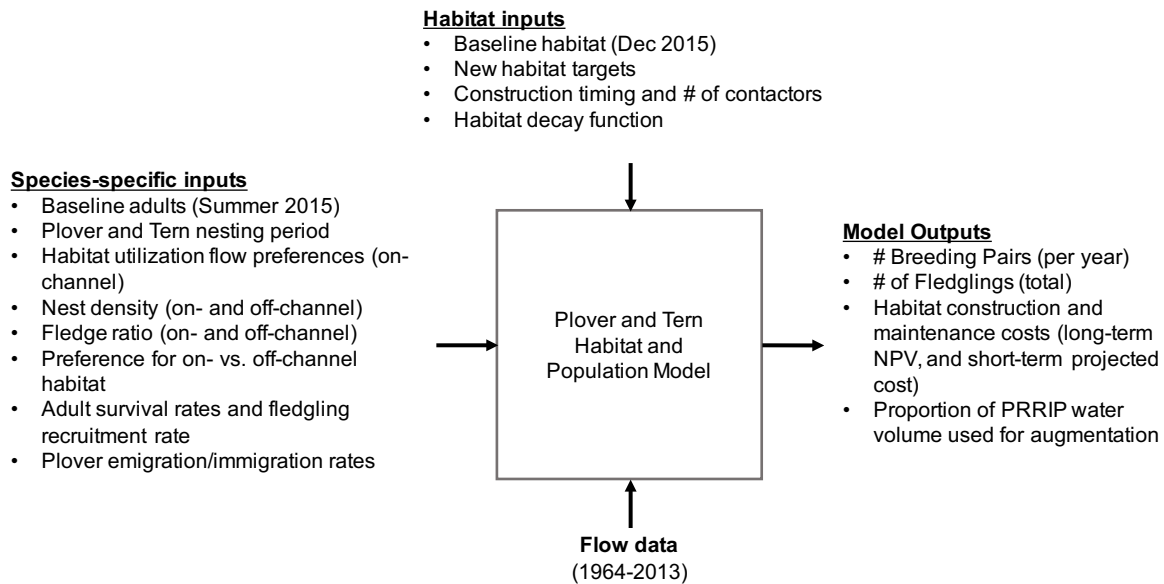 Habitat inputs
• Baseline habitat (Dec 2015)
• New habitat targets
• Construction timing and # of contactors
• Habitat decay function
Species-specific inputs
• Baseline adults (Summer 2015)
• Plover and Tern nesting period
• Habitat utilization flow preferences (on-
channel)
• Nest density (on- and off-channel)
• Fledge ratio (on- and off-channel)
• Preference for on- vs. off-channel
habitat
• Adult survival rates and fledgling
recruitment rate
• Plover emigration/immigration rates
Plover and Tern
Habitat and
Population Model
Model Outputs
• # Breeding Pairs (per year)
• # of Fledglings (total)
• Habitat construction and
maintenance costs (long-term
NPV, and short-term projected
cost)
• Proportion of PRRIP water
volume used for augmentation
Flow data
(1964-2013)